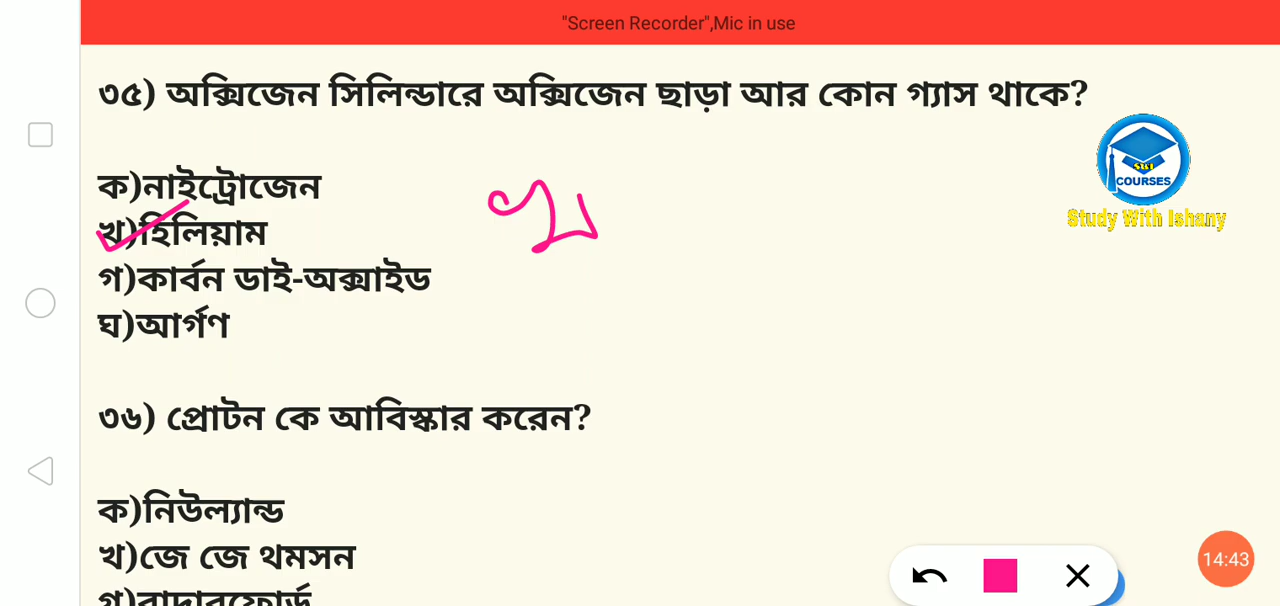 "Screen Recorder",Mic in use
৩৫) অক্সিজেন সিলিন্ডারে অক্সিজেন ছাড়া আর কোন গ্যাস থাকে?
ক)নাইট্রোজেন
খ)হিলিয়াম
গ)কার্বন ডাই-অক্সাইড
ঘ)আর্গণ
খ
COURSES
Study With Ishany
৩৬) প্রোটন কে আবিস্কার করেন?
ক)নিউল্যান্ড
খ)জে জে থমসন
গ)রাদারফোর্ড
14:43